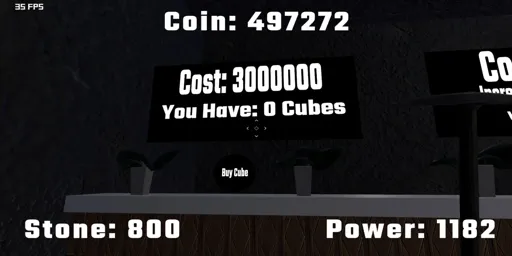 35 FPS
Coin: 497272
Cost: 3000000
You Have: 0 Cubes
Buy Cube
Stone: 800
Power: 1182